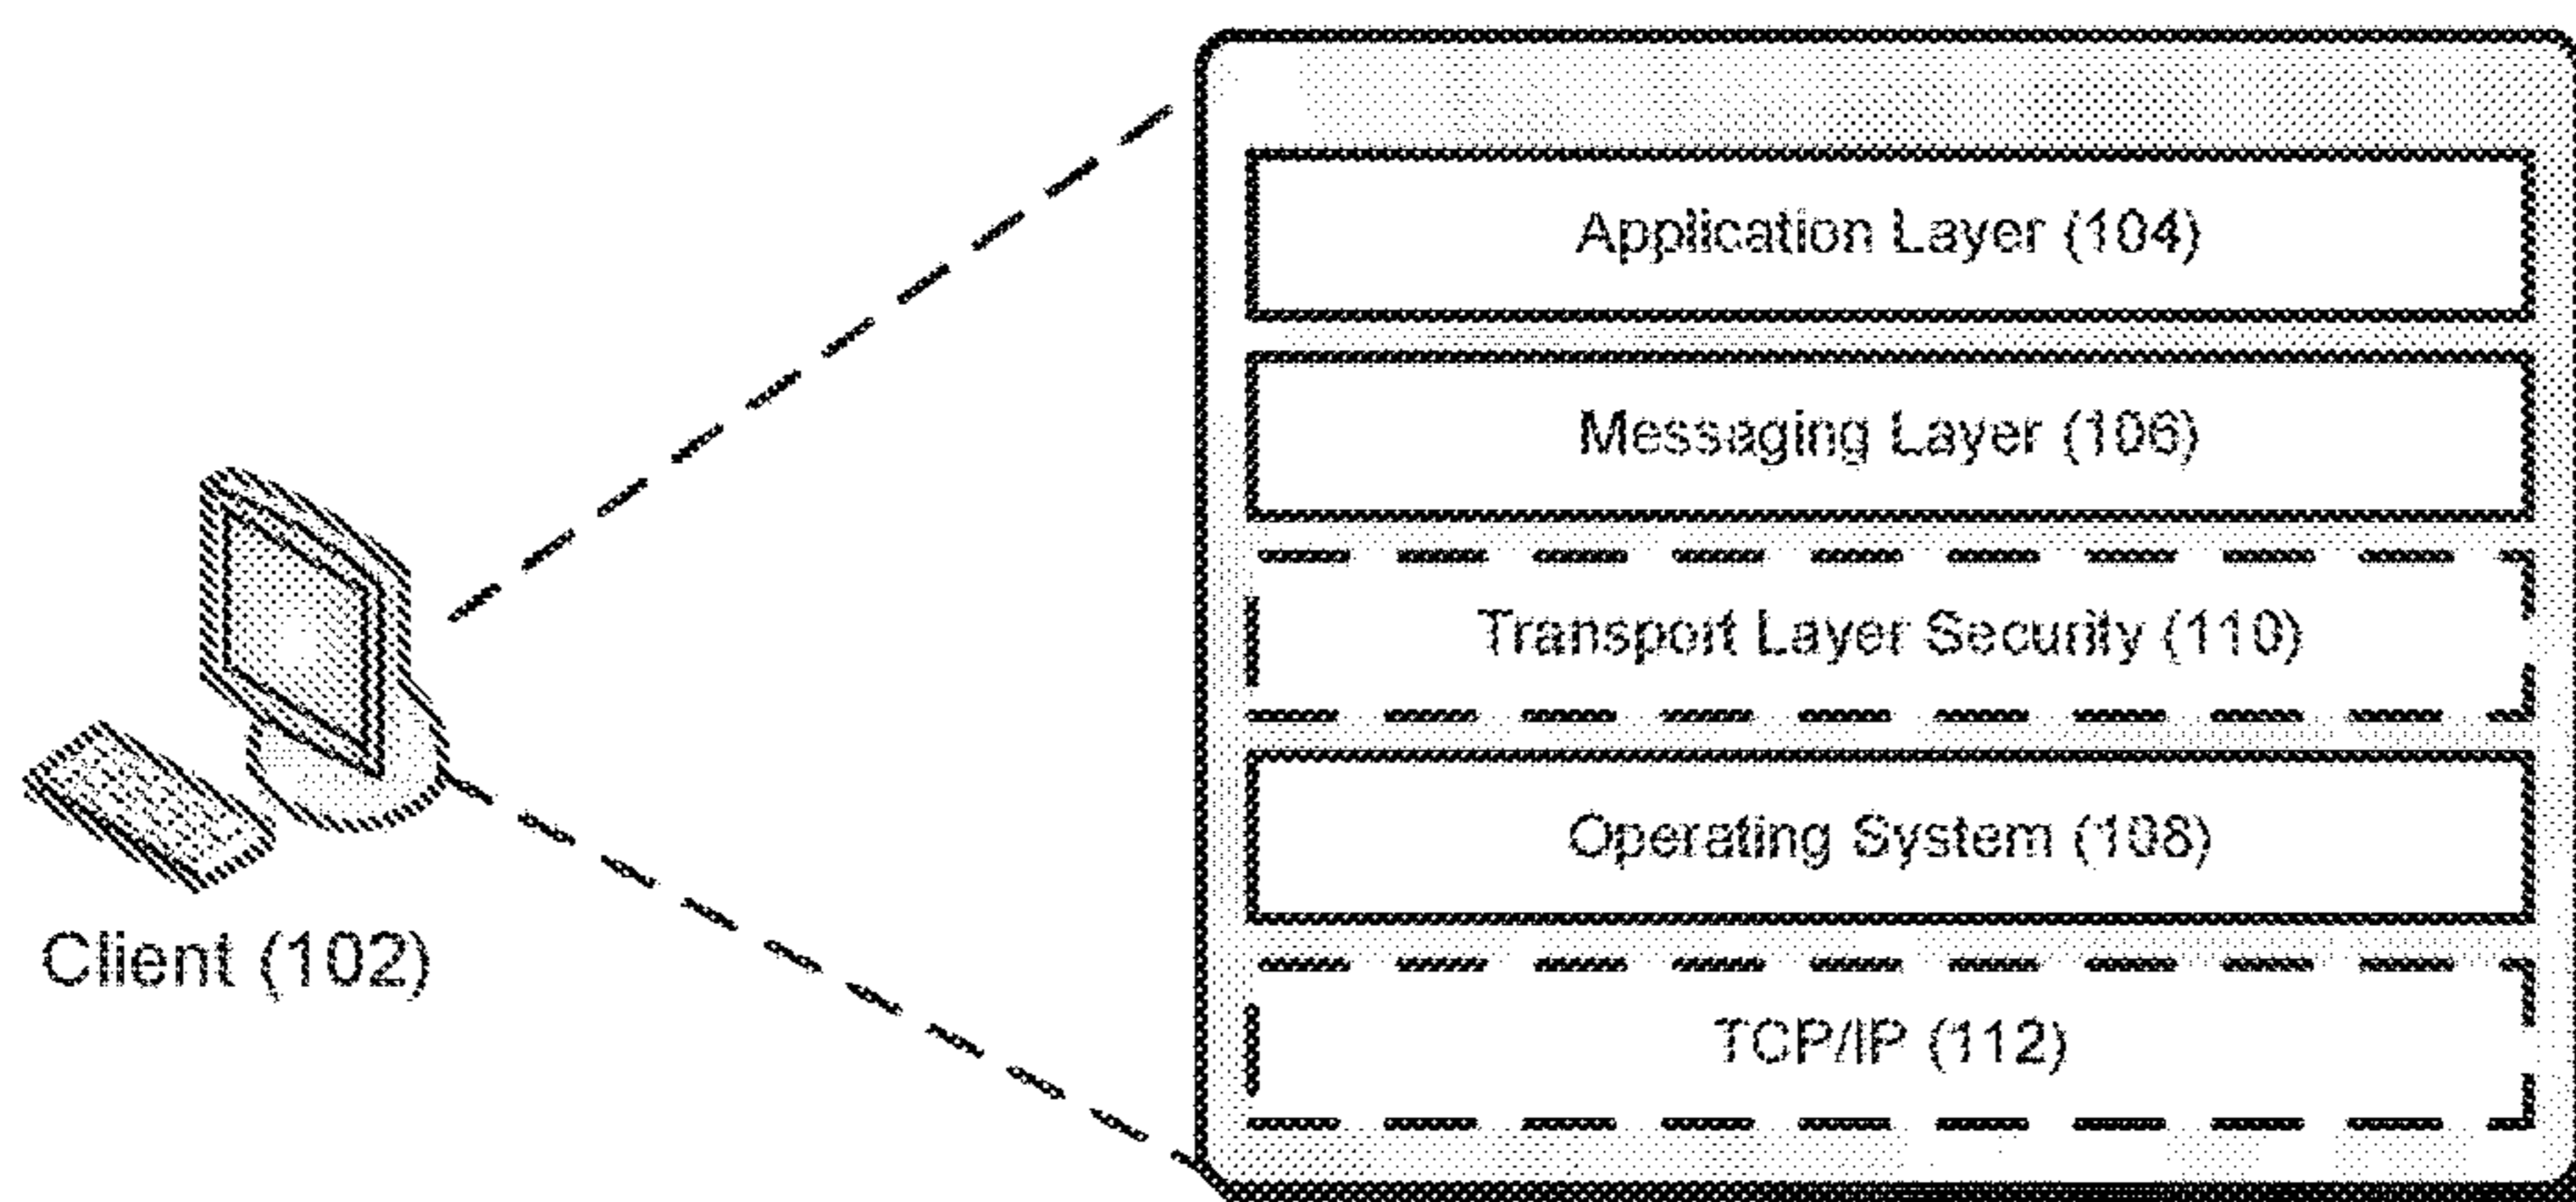 Application Layer (104)
Messaging Layer (106)
Transport Layer Security (110)
Operating System (108)
TCP/IP (112)
Client (102)